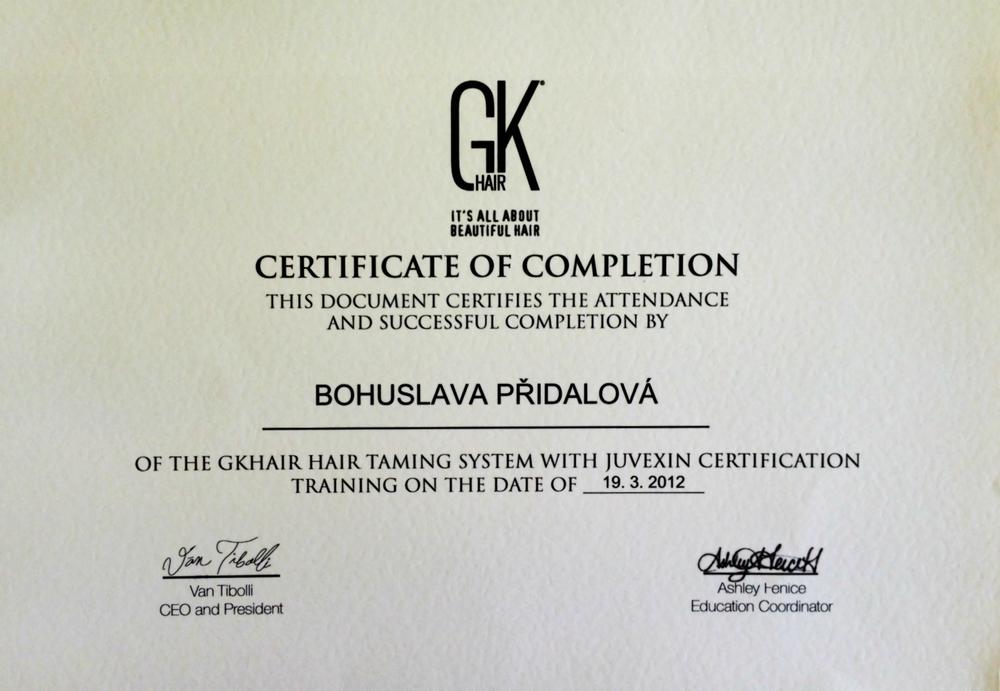 GK
HAIR
IT'S ALL ABOUT
BEAUTIFUL HAIR
CERTIFICATE OF COMPLETION
THIS DOCUMENT CERTIFIES THE ATTENDANCE
AND SUCCESSFUL COMPLETION BY
BOHUSLAVA PŘIDALOVÁ
OF THE GKHAIR HAIR TAMING SYSTEM WITH JUVEXIN CERTIFICATION
TRAINING ON THE DATE OF 19. 3. 2012
Van Tibolli
Van Tibolli
CEO and President
Ashley Fenice
Education Coordinator